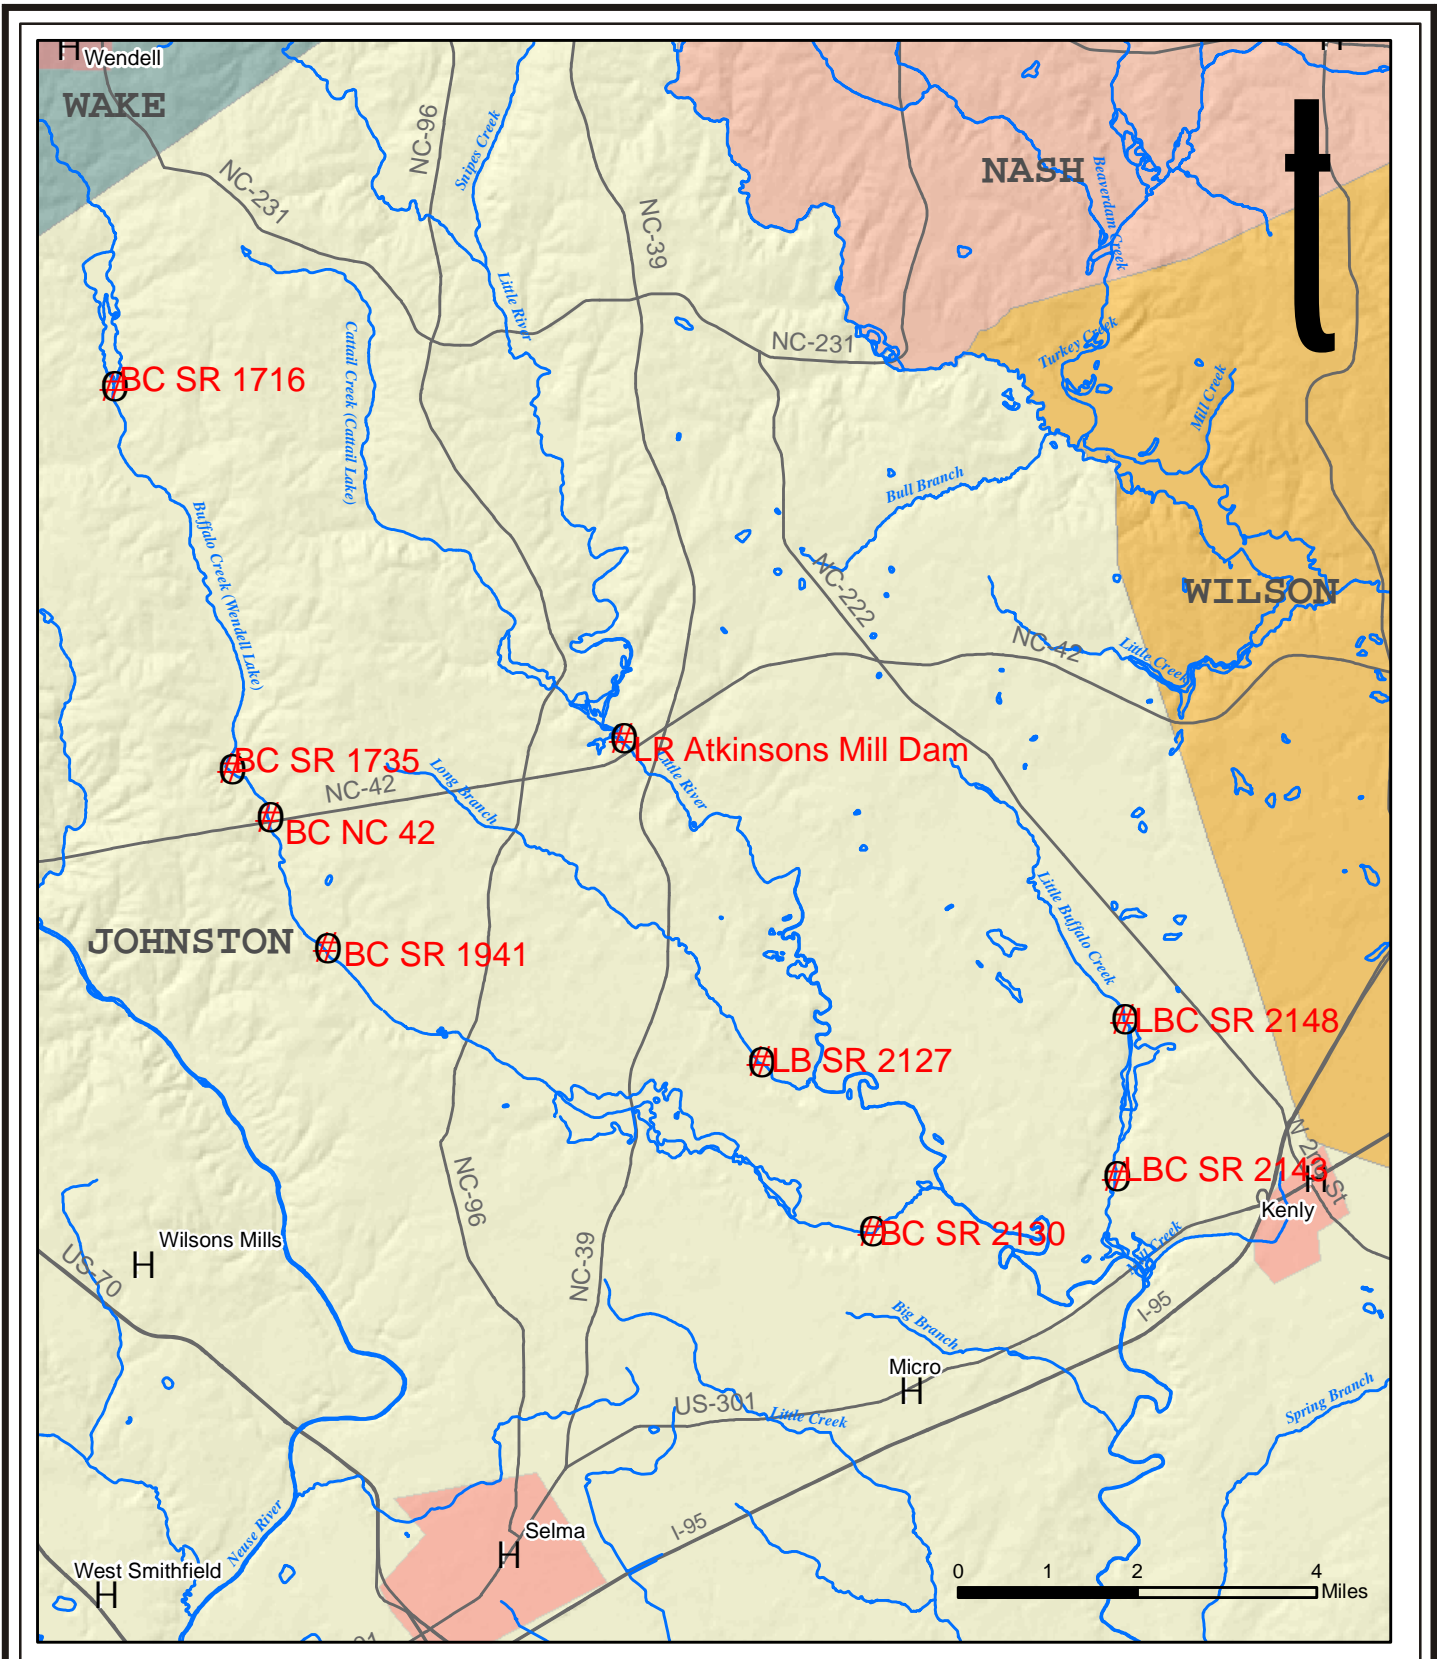 H Wendell
WAKE
NC-96
Snipes Creek
NASH
Beaverdam Creek
t
NC-231
NC-39
Little River
Cattail Creek (Cattail Lake)
NC-231
Turkey Creek
Mill Creek
BC SR 1716
Bull Branch
Buffalo Creek (Wendell Lake)
NC-222
WILSON
NC-42
Little Creek
LR Atkinsons Mill Dam
BC SR 1735
Long Branch
Little River
NC-42
BC NC 42
Little Buffalo Creek
JOHNSTON
BC SR 1941
LBC SR 2148
LB SR 2127
NC-96
LBC SR 2143
H
Kenly
BC SR 2130
Wilsons Mills
H
US-70
NC-39
I-95
Big Branch
Micro
H
US-301
Little Creek
Spring Branch
Neuse River
I-95
Selma
H
West Smithfield
H
0 1 2 4
Miles